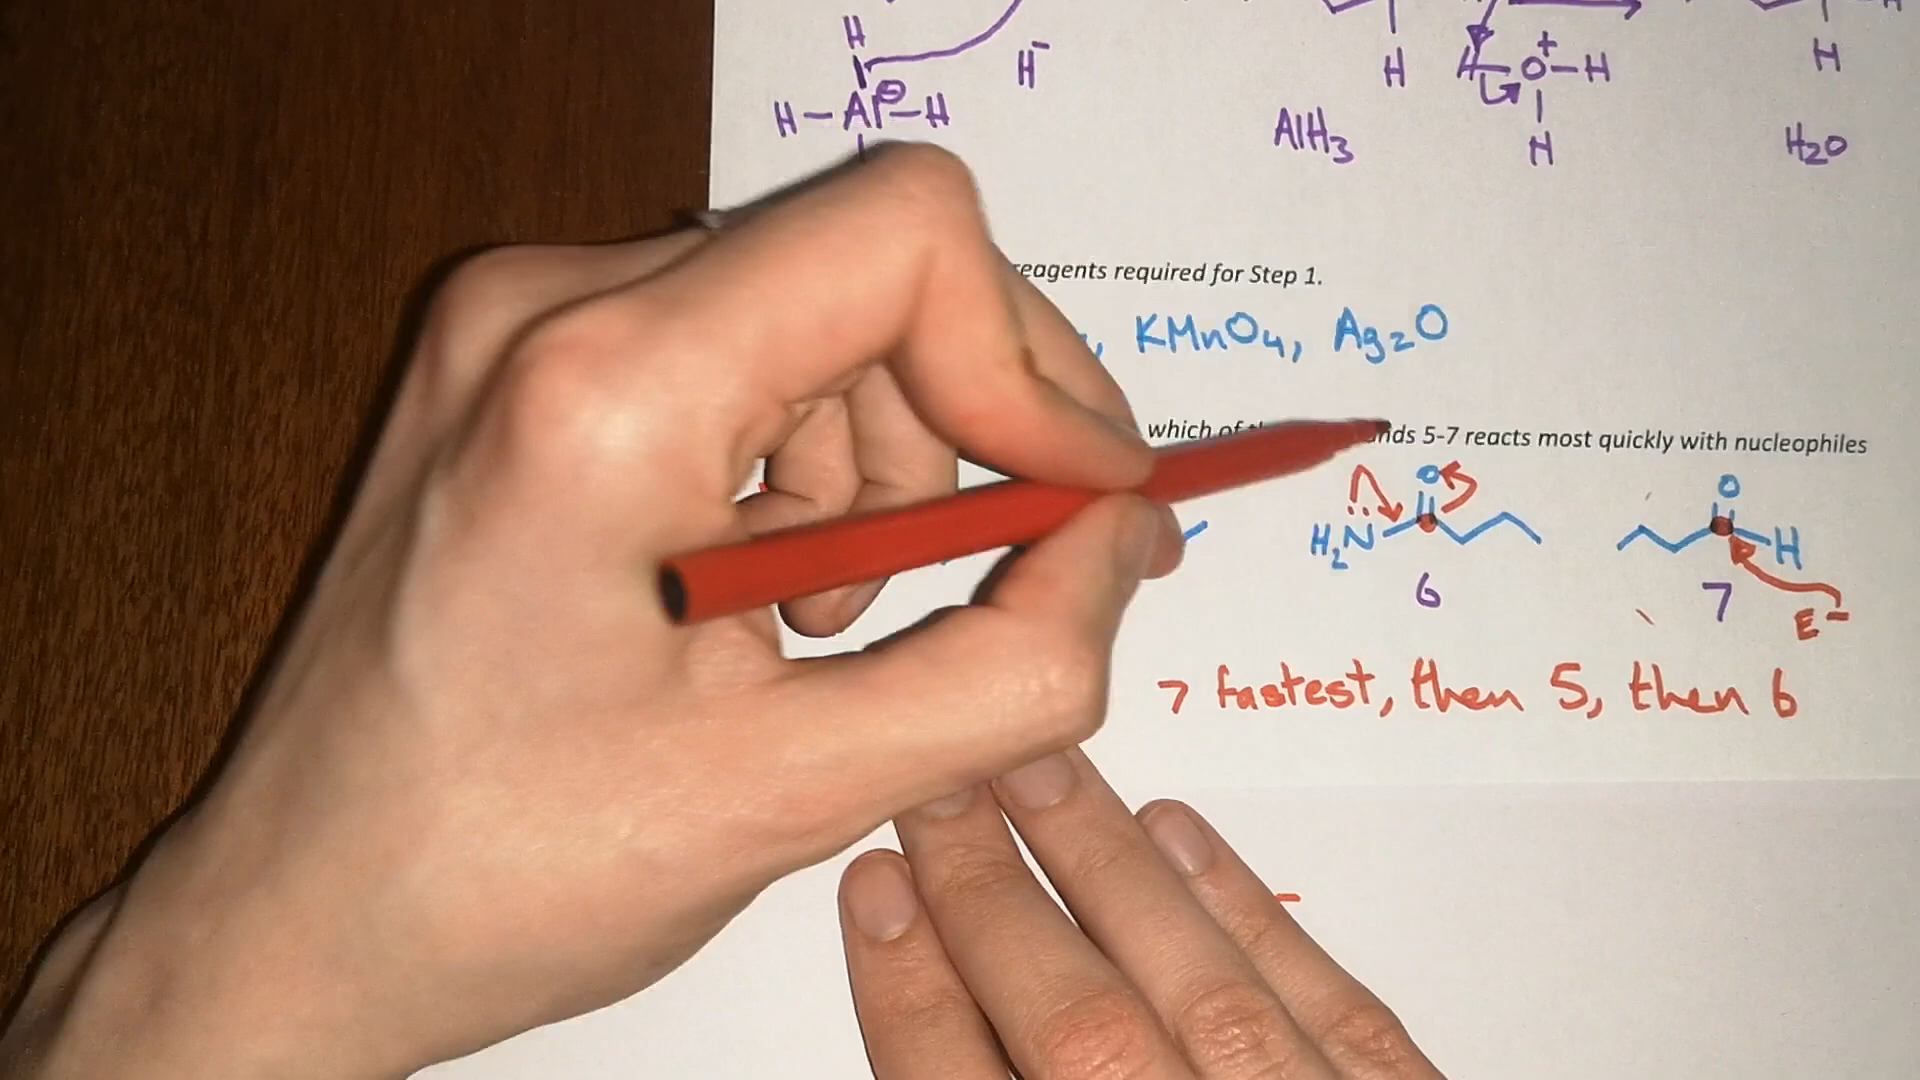 H
H⁻
H H O⁺-H H
H-Al⊖-H
AlH₃ H H₂O
reagents required for Step 1.
, KMnO₄, Ag₂O
which of nds 5-7 reacts most quickly with nucleophiles
O O
H₂N H
6 7 E⁻
7 fastest, then 5, then 6